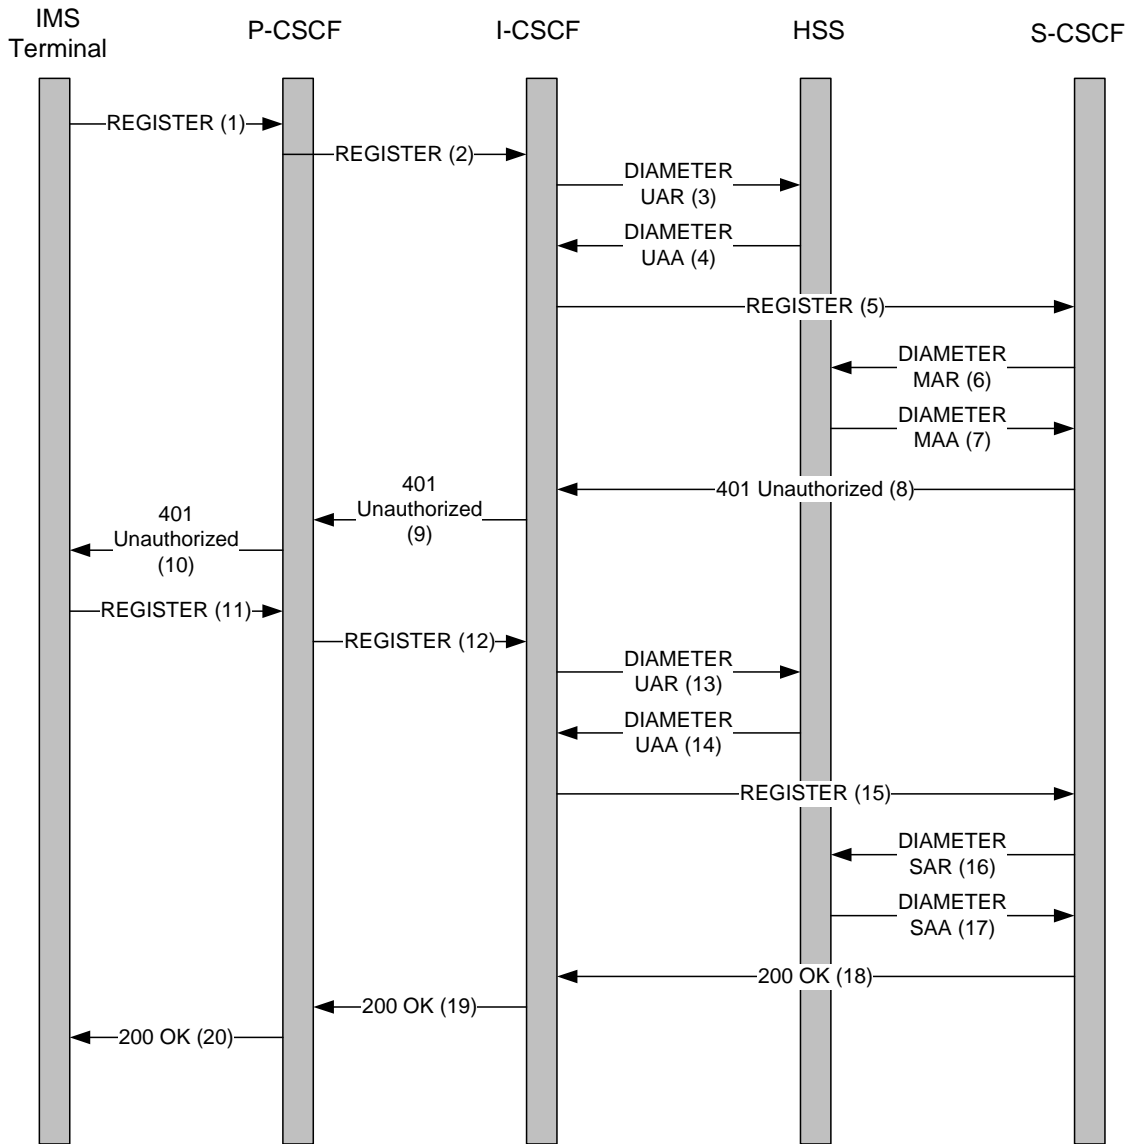 IMS
Terminal
P-CSCF
I-CSCF
HSS
S-CSCF
REGISTER (1)
REGISTER (2)
DIAMETER
UAR (3)
DIAMETER
UAA (4)
REGISTER (5)
DIAMETER
MAR (6)
DIAMETER
MAA (7)
401 Unauthorized (8)
401
Unauthorized
(9)
401
Unauthorized
(10)
REGISTER (11)
REGISTER (12)
DIAMETER
UAR (13)
DIAMETER
UAA (14)
REGISTER (15)
DIAMETER
SAR (16)
DIAMETER
SAA (17)
200 OK (18)
200 OK (19)
200 OK (20)